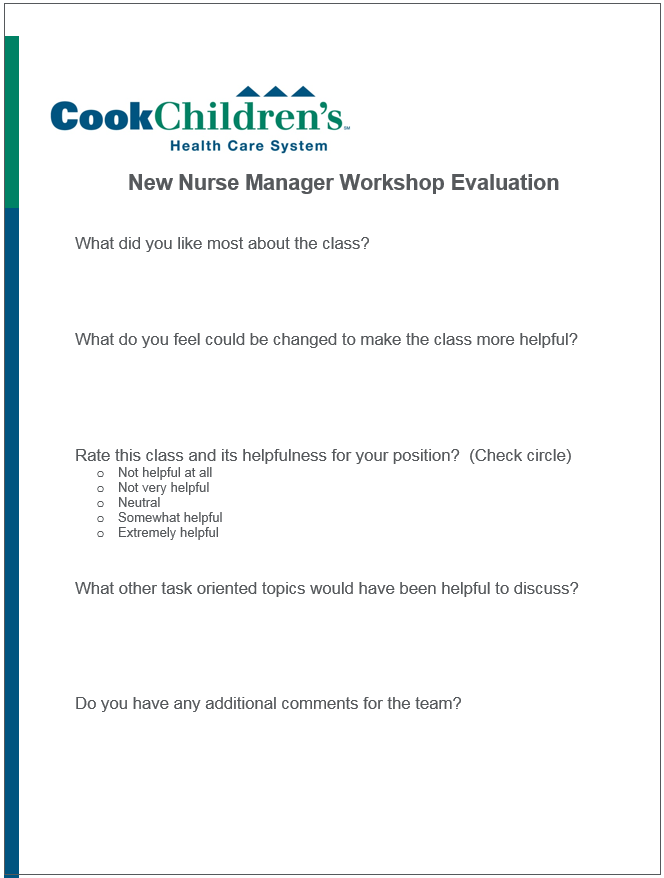 CookChildren's℠
Health Care System
New Nurse Manager Workshop Evaluation
What did you like most about the class?
What do you feel could be changed to make the class more helpful?
Rate this class and its helpfulness for your position?  (Check circle)
o Not helpful at all
o Not very helpful
o Neutral
o Somewhat helpful
o Extremely helpful
What other task oriented topics would have been helpful to discuss?
Do you have any additional comments for the team?